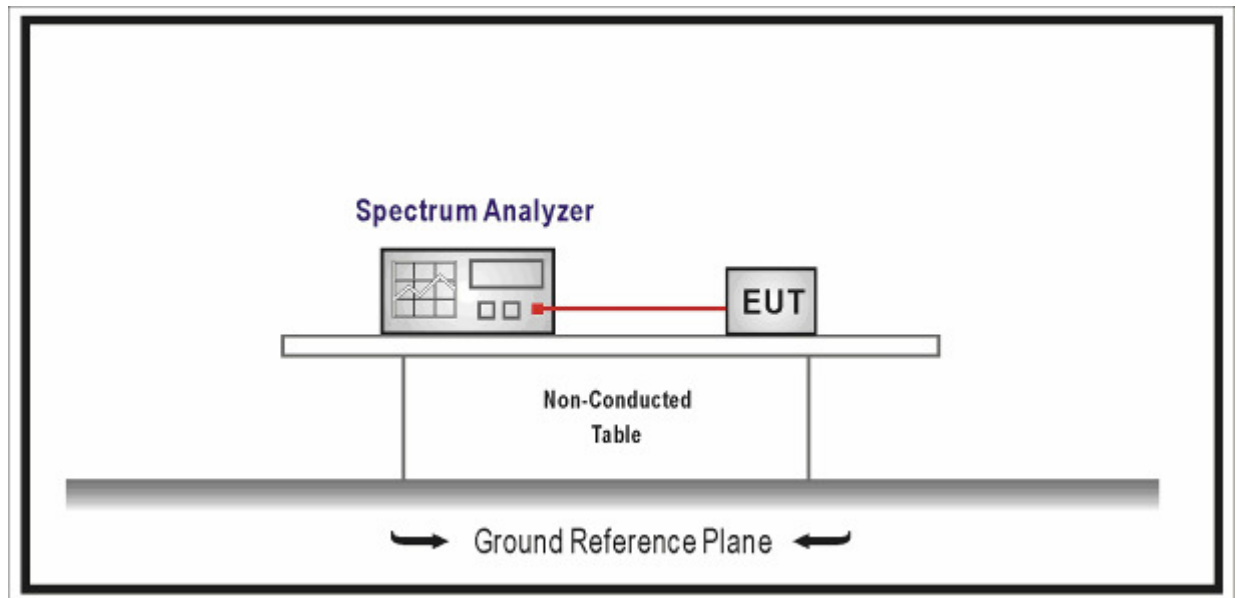 Spectrum Analyzer
EUT
Non-Conducted
Table
Ground Reference Plane